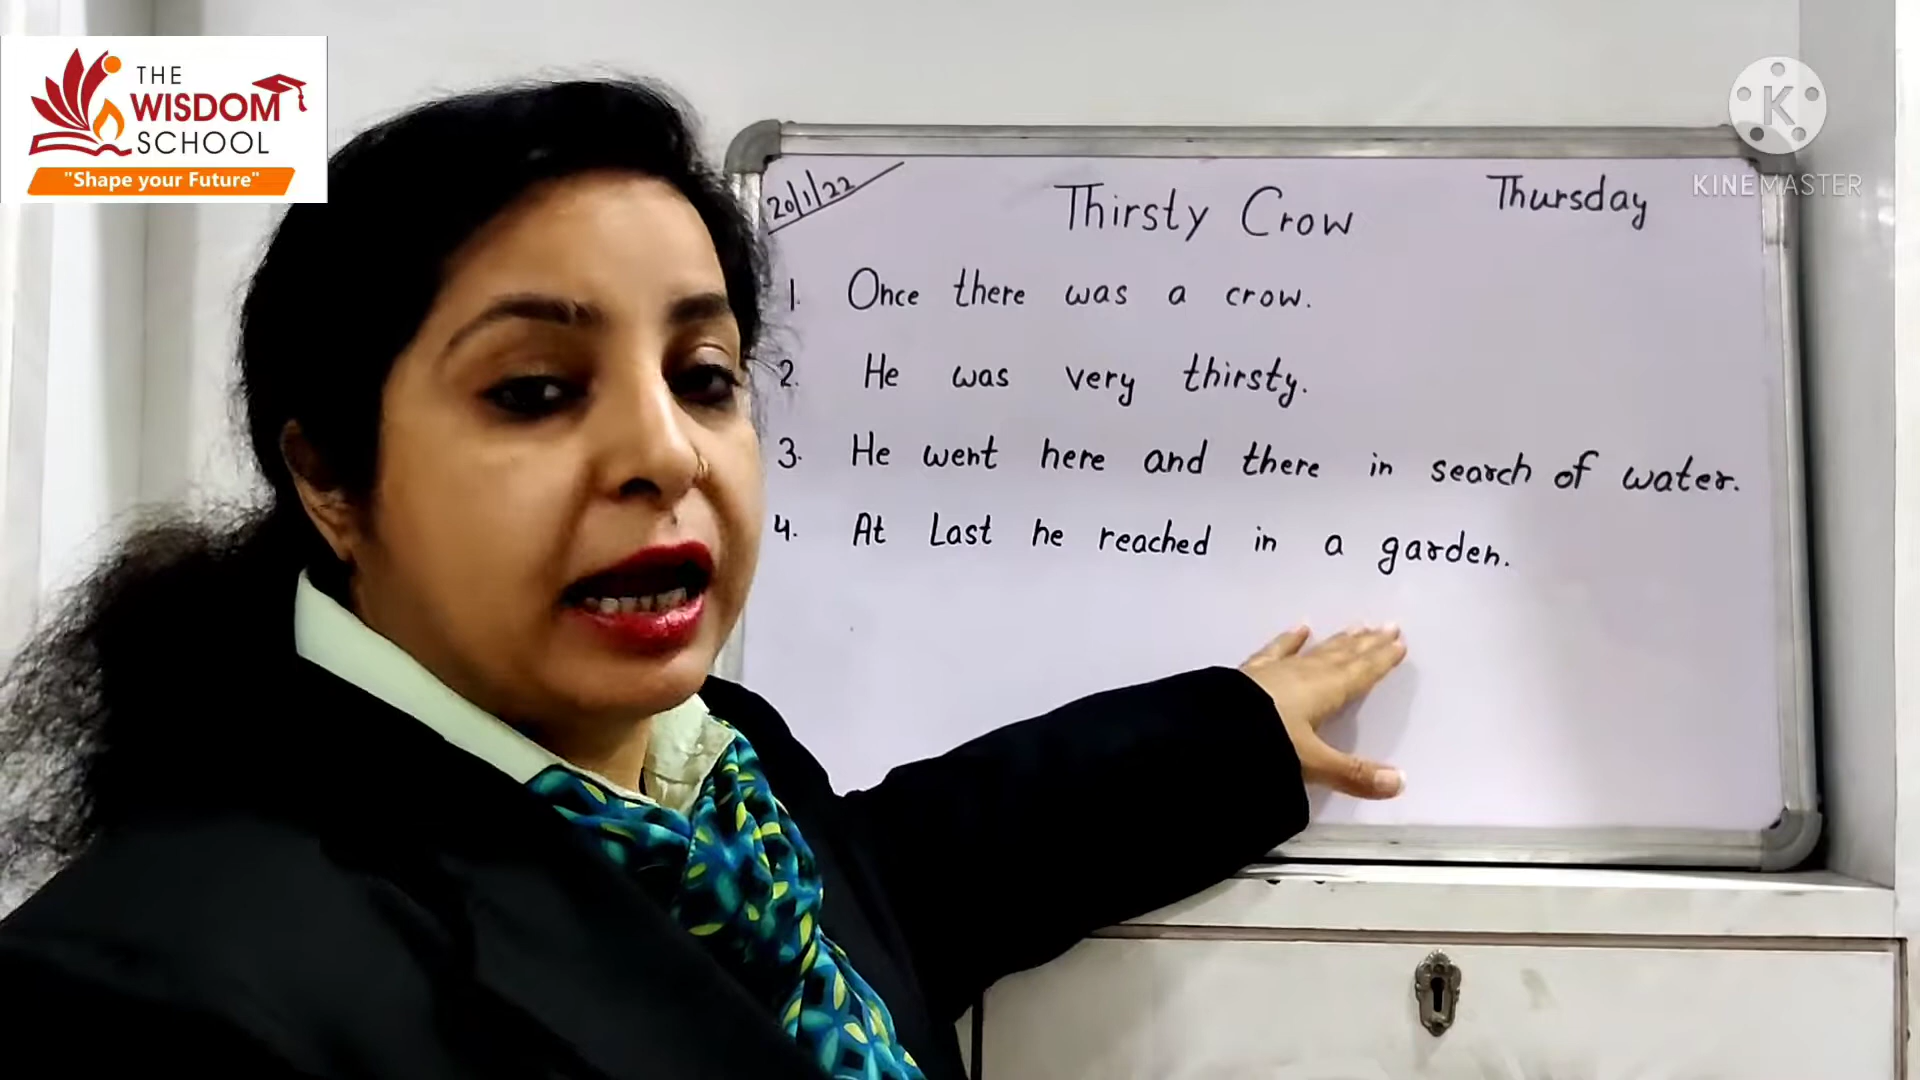 THE
WISDOM
SCHOOL
"Shape your Future"
K
KINEMASTER
20/1/22
Thirsty Crow
Thursday
1. Once there was a crow.
2. He was very thirsty.
3. He went here and there in search of water.
4. At Last he reached in a garden.